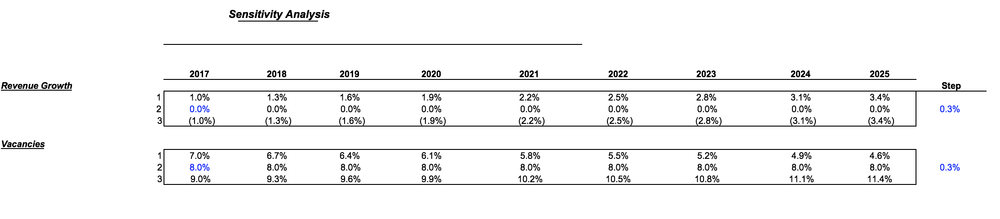 Sensitivity Analysis
2017 2018 2019 2020 2021 2022 2023 2024 2025
Revenue Growth Step
1 1.0% 1.3% 1.6% 1.9% 2.2% 2.5% 2.8% 3.1% 3.4%
2 0.0% 0.0% 0.0% 0.0% 0.0% 0.0% 0.0% 0.0% 0.0% 0.3%
3 (1.0%) (1.3%) (1.6%) (1.9%) (2.2%) (2.5%) (2.8%) (3.1%) (3.4%)
Vacancies
1 7.0% 6.7% 6.4% 6.1% 5.8% 5.5% 5.2% 4.9% 4.6%
2 8.0% 8.0% 8.0% 8.0% 8.0% 8.0% 8.0% 8.0% 8.0% 0.3%
3 9.0% 9.3% 9.6% 9.9% 10.2% 10.5% 10.8% 11.1% 11.4%